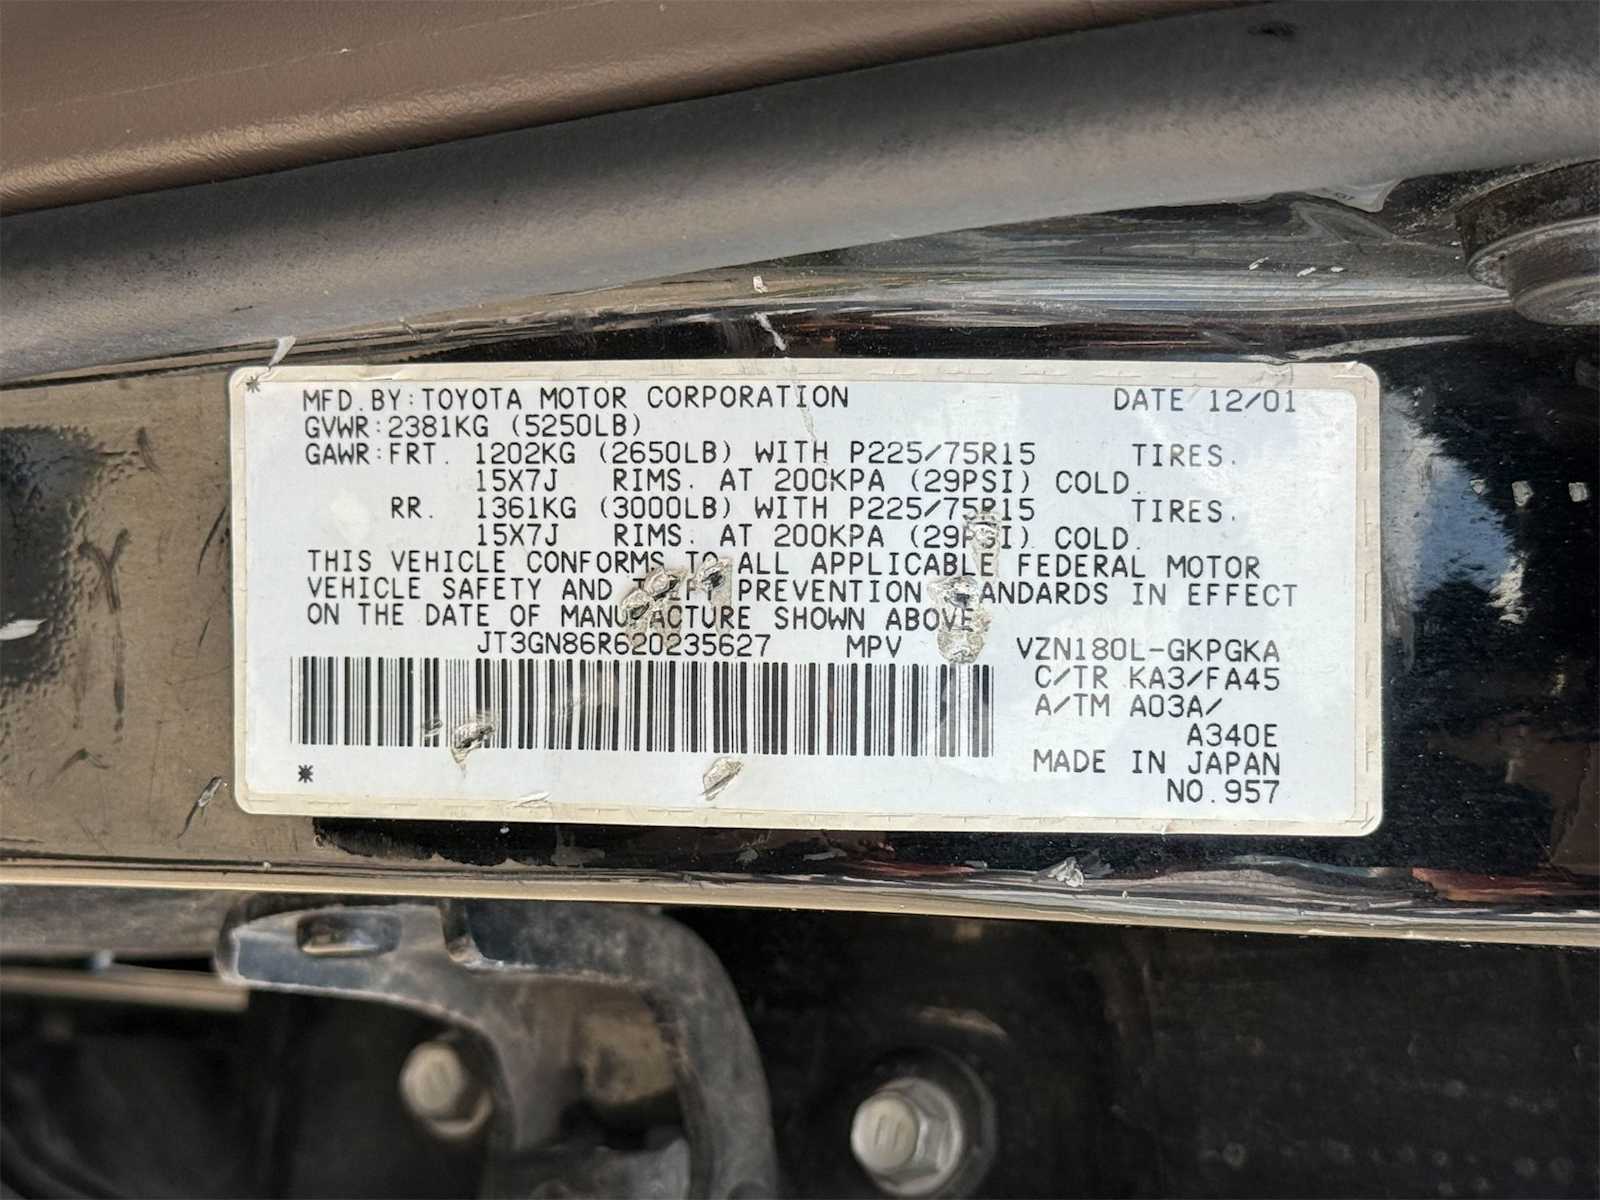 MFD.BY:TOYOTA MOTOR CORPORATION DATE 12/01
GVWR:2381KG (5250LB)
GAWR:FRT. 1202KG (2650LB) WITH P225/75R15 TIRES.
15X7J RIMS. AT 200KPA (29PSI) COLD.
RR. 1361KG (3000LB) WITH P225/75R15 TIRES.
15X7J RIMS. AT 200KPA (29PSI) COLD.
THIS VEHICLE CONFORMS TO ALL APPLICABLE FEDERAL MOTOR
VEHICLE SAFETY AND THEFT PREVENTION STANDARDS IN EFFECT
ON THE DATE OF MANUFACTURE SHOWN ABOVE.
JT3GN86R620235627 MPV VZN180L-GKPGKA
C/TR KA3/FA45
A/TM A03A/
A340E
MADE IN JAPAN
NO.957